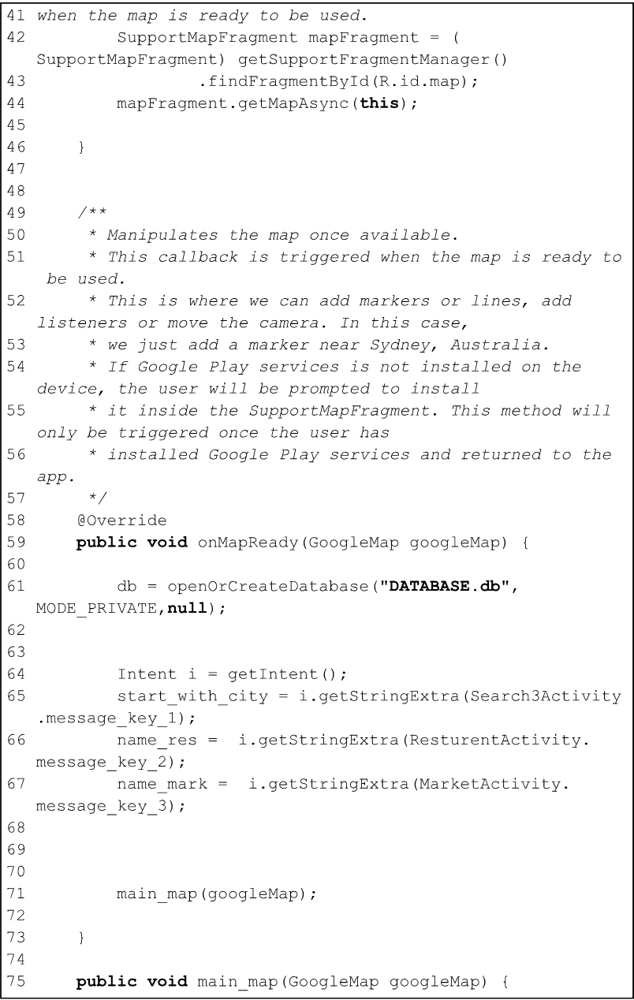 41 when the map is ready to be used.
42         SupportMapFragment mapFragment = (
SupportMapFragment) getSupportFragmentManager()
43                 .findFragmentById(R.id.map);
44         mapFragment.getMapAsync(this);
45
46     }
47
48
49     /**
50      * Manipulates the map once available.
51      * This callback is triggered when the map is ready to
be used.
52      * This is where we can add markers or lines, add
listeners or move the camera. In this case,
53      * we just add a marker near Sydney, Australia.
54      * If Google Play services is not installed on the
device, the user will be prompted to install
55      * it inside the SupportMapFragment. This method will
only be triggered once the user has
56      * installed Google Play services and returned to the
app.
57      */
58     @Override
59     public void onMapReady(GoogleMap googleMap) {
60
61         db = openOrCreateDatabase("DATABASE.db",
MODE_PRIVATE,null);
62
63
64         Intent i = getIntent();
65         start_with_city = i.getStringExtra(Search3Activity
.message_key_1);
66         name_res =  i.getStringExtra(ResturentActivity.
message_key_2);
67         name_mark =  i.getStringExtra(MarketActivity.
message_key_3);
68
69
70
71         main_map(googleMap);
72
73     }
74
75     public void main_map(GoogleMap googleMap) {